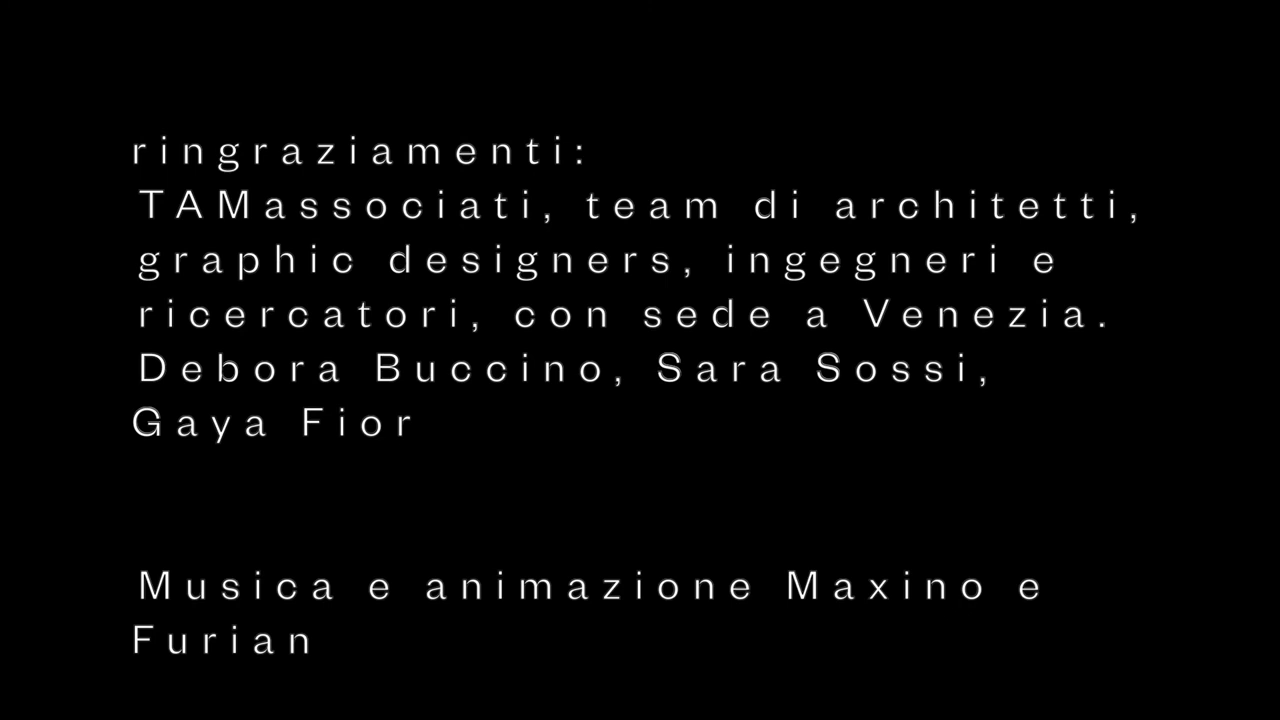 ringraziamenti:
TAMassociati, team di architetti,
graphic designers, ingegneri e
ricercatori, con sede a Venezia.
Debora Buccino, Sara Sossi,
Gaya Fior
Musica e animazione Maxino e
Furian